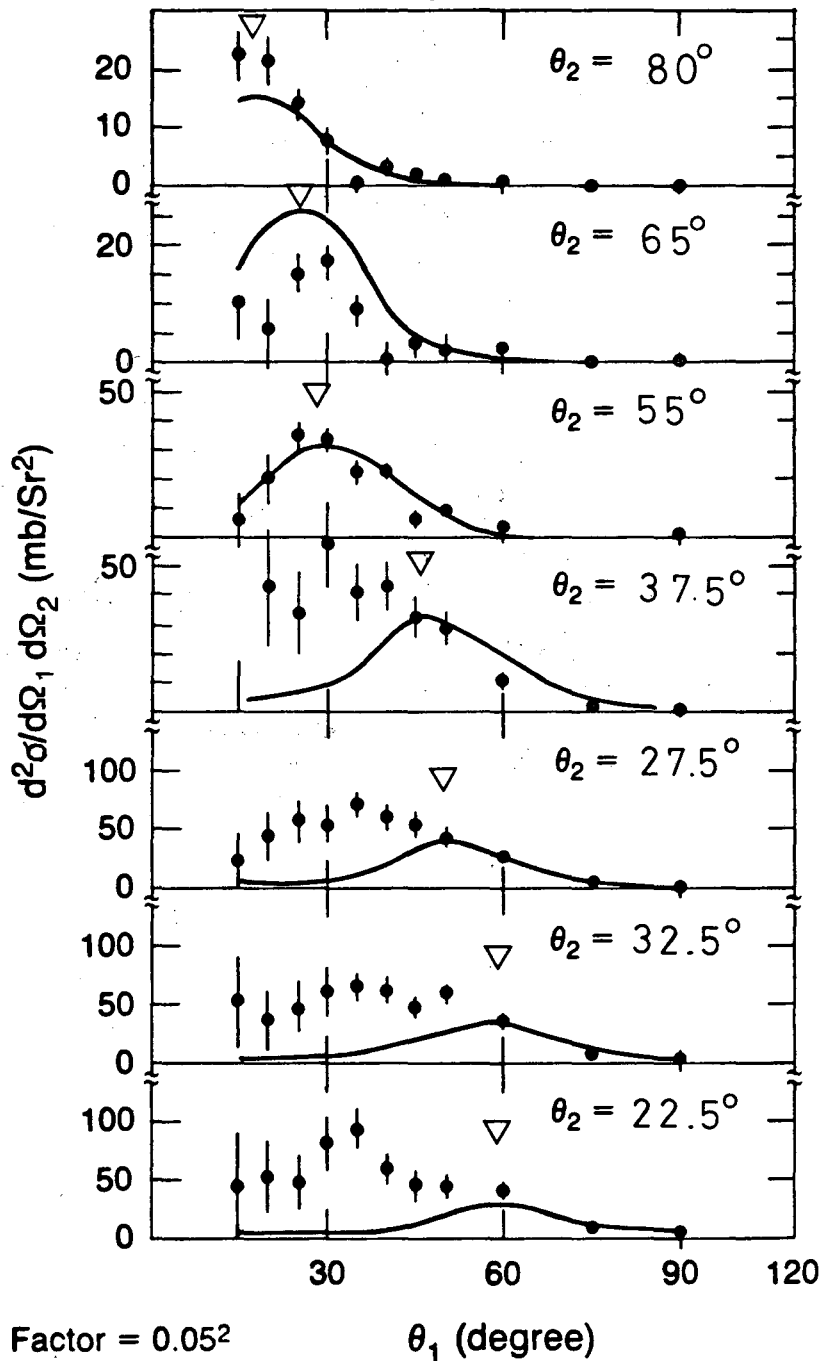 θ2 = 80°
20
10
0
θ2 = 65°
20
0
θ2 = 55°
50
θ2 = 37.5°
50
θ2 = 27.5°
100
50
0
θ2 = 32.5°
100
50
0
θ2 = 22.5°
100
50
0
30 60 90 120
d²σ/dΩ₁ dΩ₂ (mb/Sr²)
Factor = 0.05² θ₁ (degree)